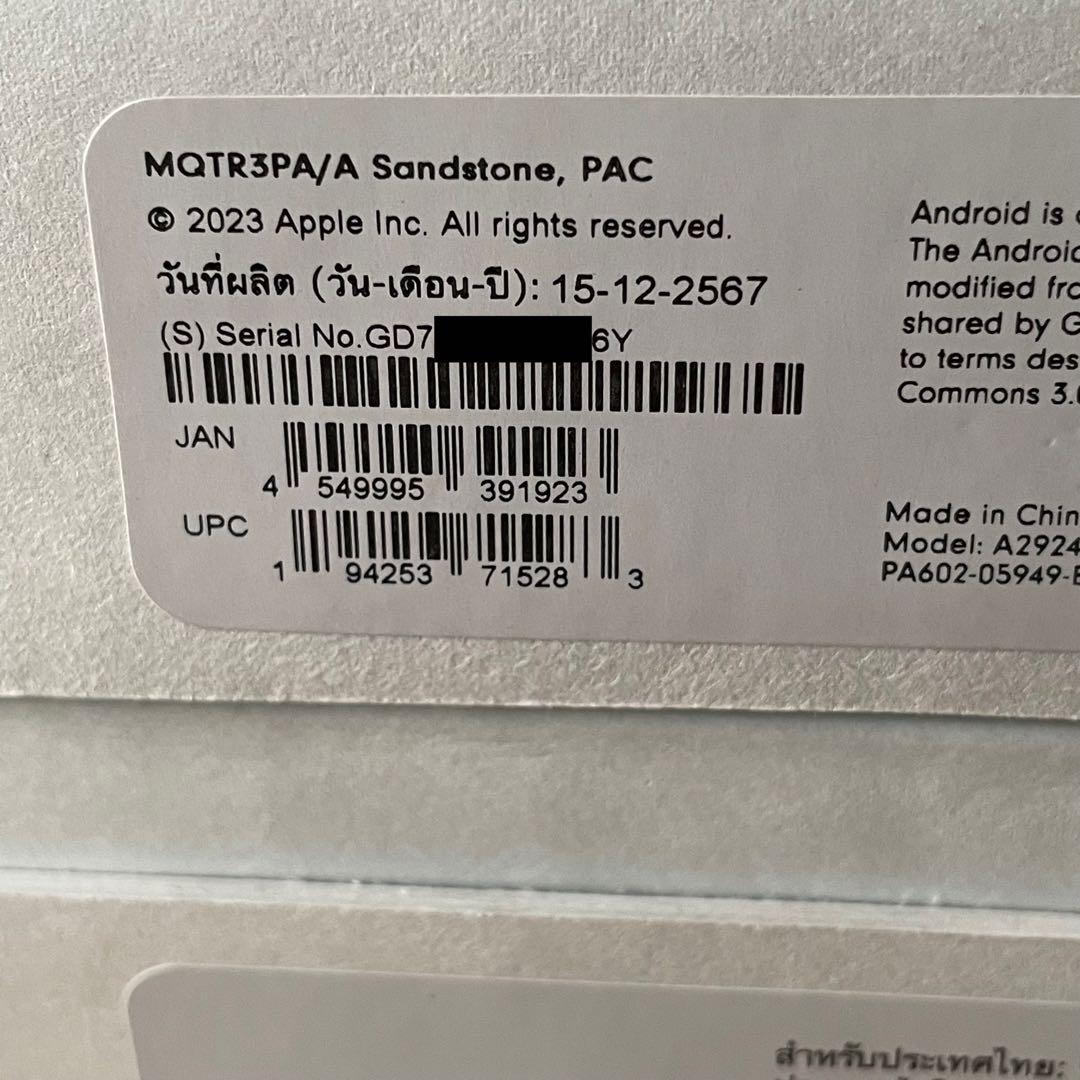 MQTR3PA/A Sandstone, PAC
© 2023 Apple Inc. All rights reserved.
วันที่ผลิต (วัน-เดือน-ปี): 15-12-2567
(S) Serial No.GD7 6Y
JAN
4 549995 391923
UPC
1 94253 71528 3
Android is
The Android
modified fro
shared by G
to terms des
Commons 3.0
Made in Chin
Model: A2924
PA602-05949-E
สำหรับประเทศไทย: